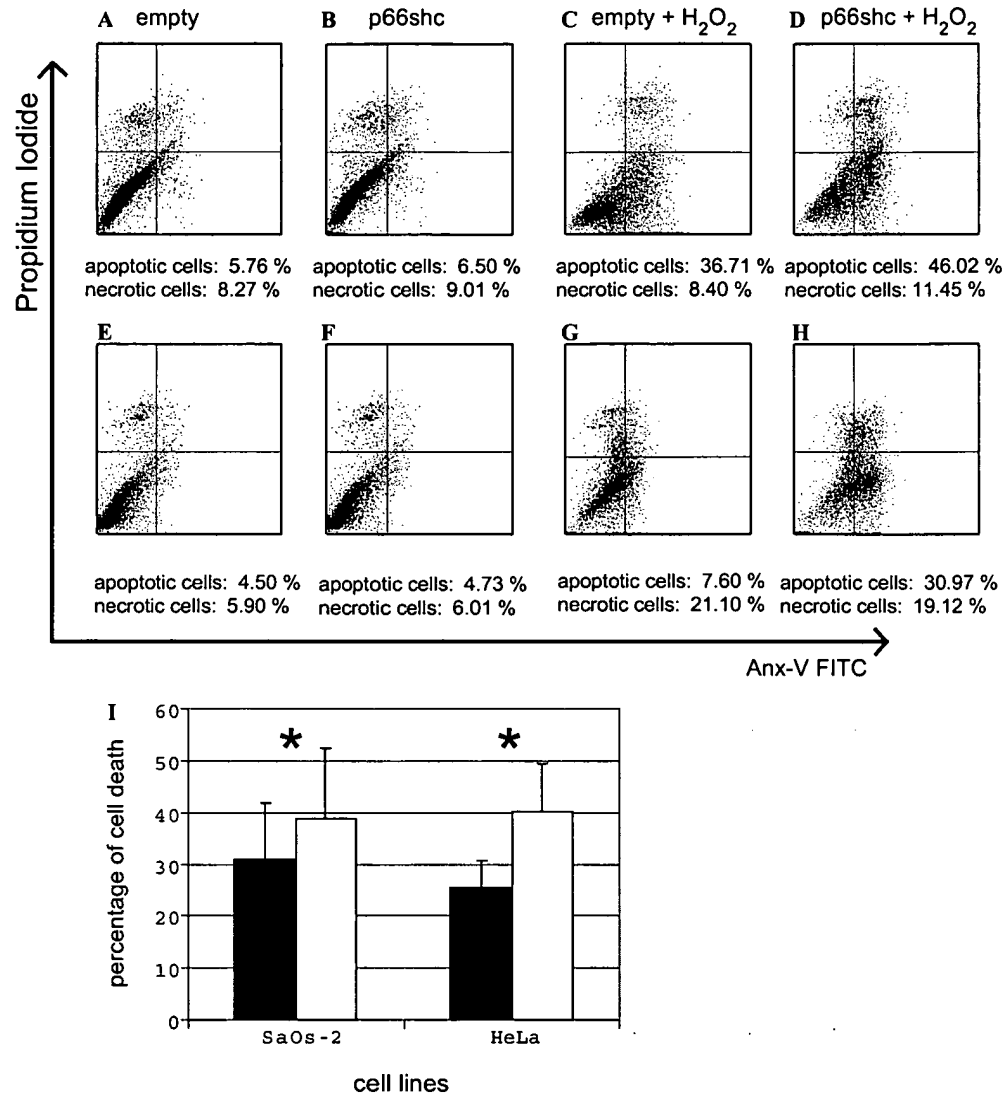 A empty B p66shc C empty + H2O2 D p66shc + H2O2
Propidium Iodide
apoptotic cells: 5.76 % apoptotic cells: 6.50 % apoptotic cells: 36.71 % apoptotic cells: 46.02 %
necrotic cells: 8.27 % necrotic cells: 9.01 % necrotic cells: 8.40 % necrotic cells: 11.45 %
E F G H
apoptotic cells: 4.50 % apoptotic cells: 4.73 % apoptotic cells: 7.60 % apoptotic cells: 30.97 %
necrotic cells: 5.90 % necrotic cells: 6.01 % necrotic cells: 21.10 % necrotic cells: 19.12 %
Anx-V FITC
I
percentage of cell death
60
50
40
30
20
10
0
* *
SaOs-2 HeLa
cell lines